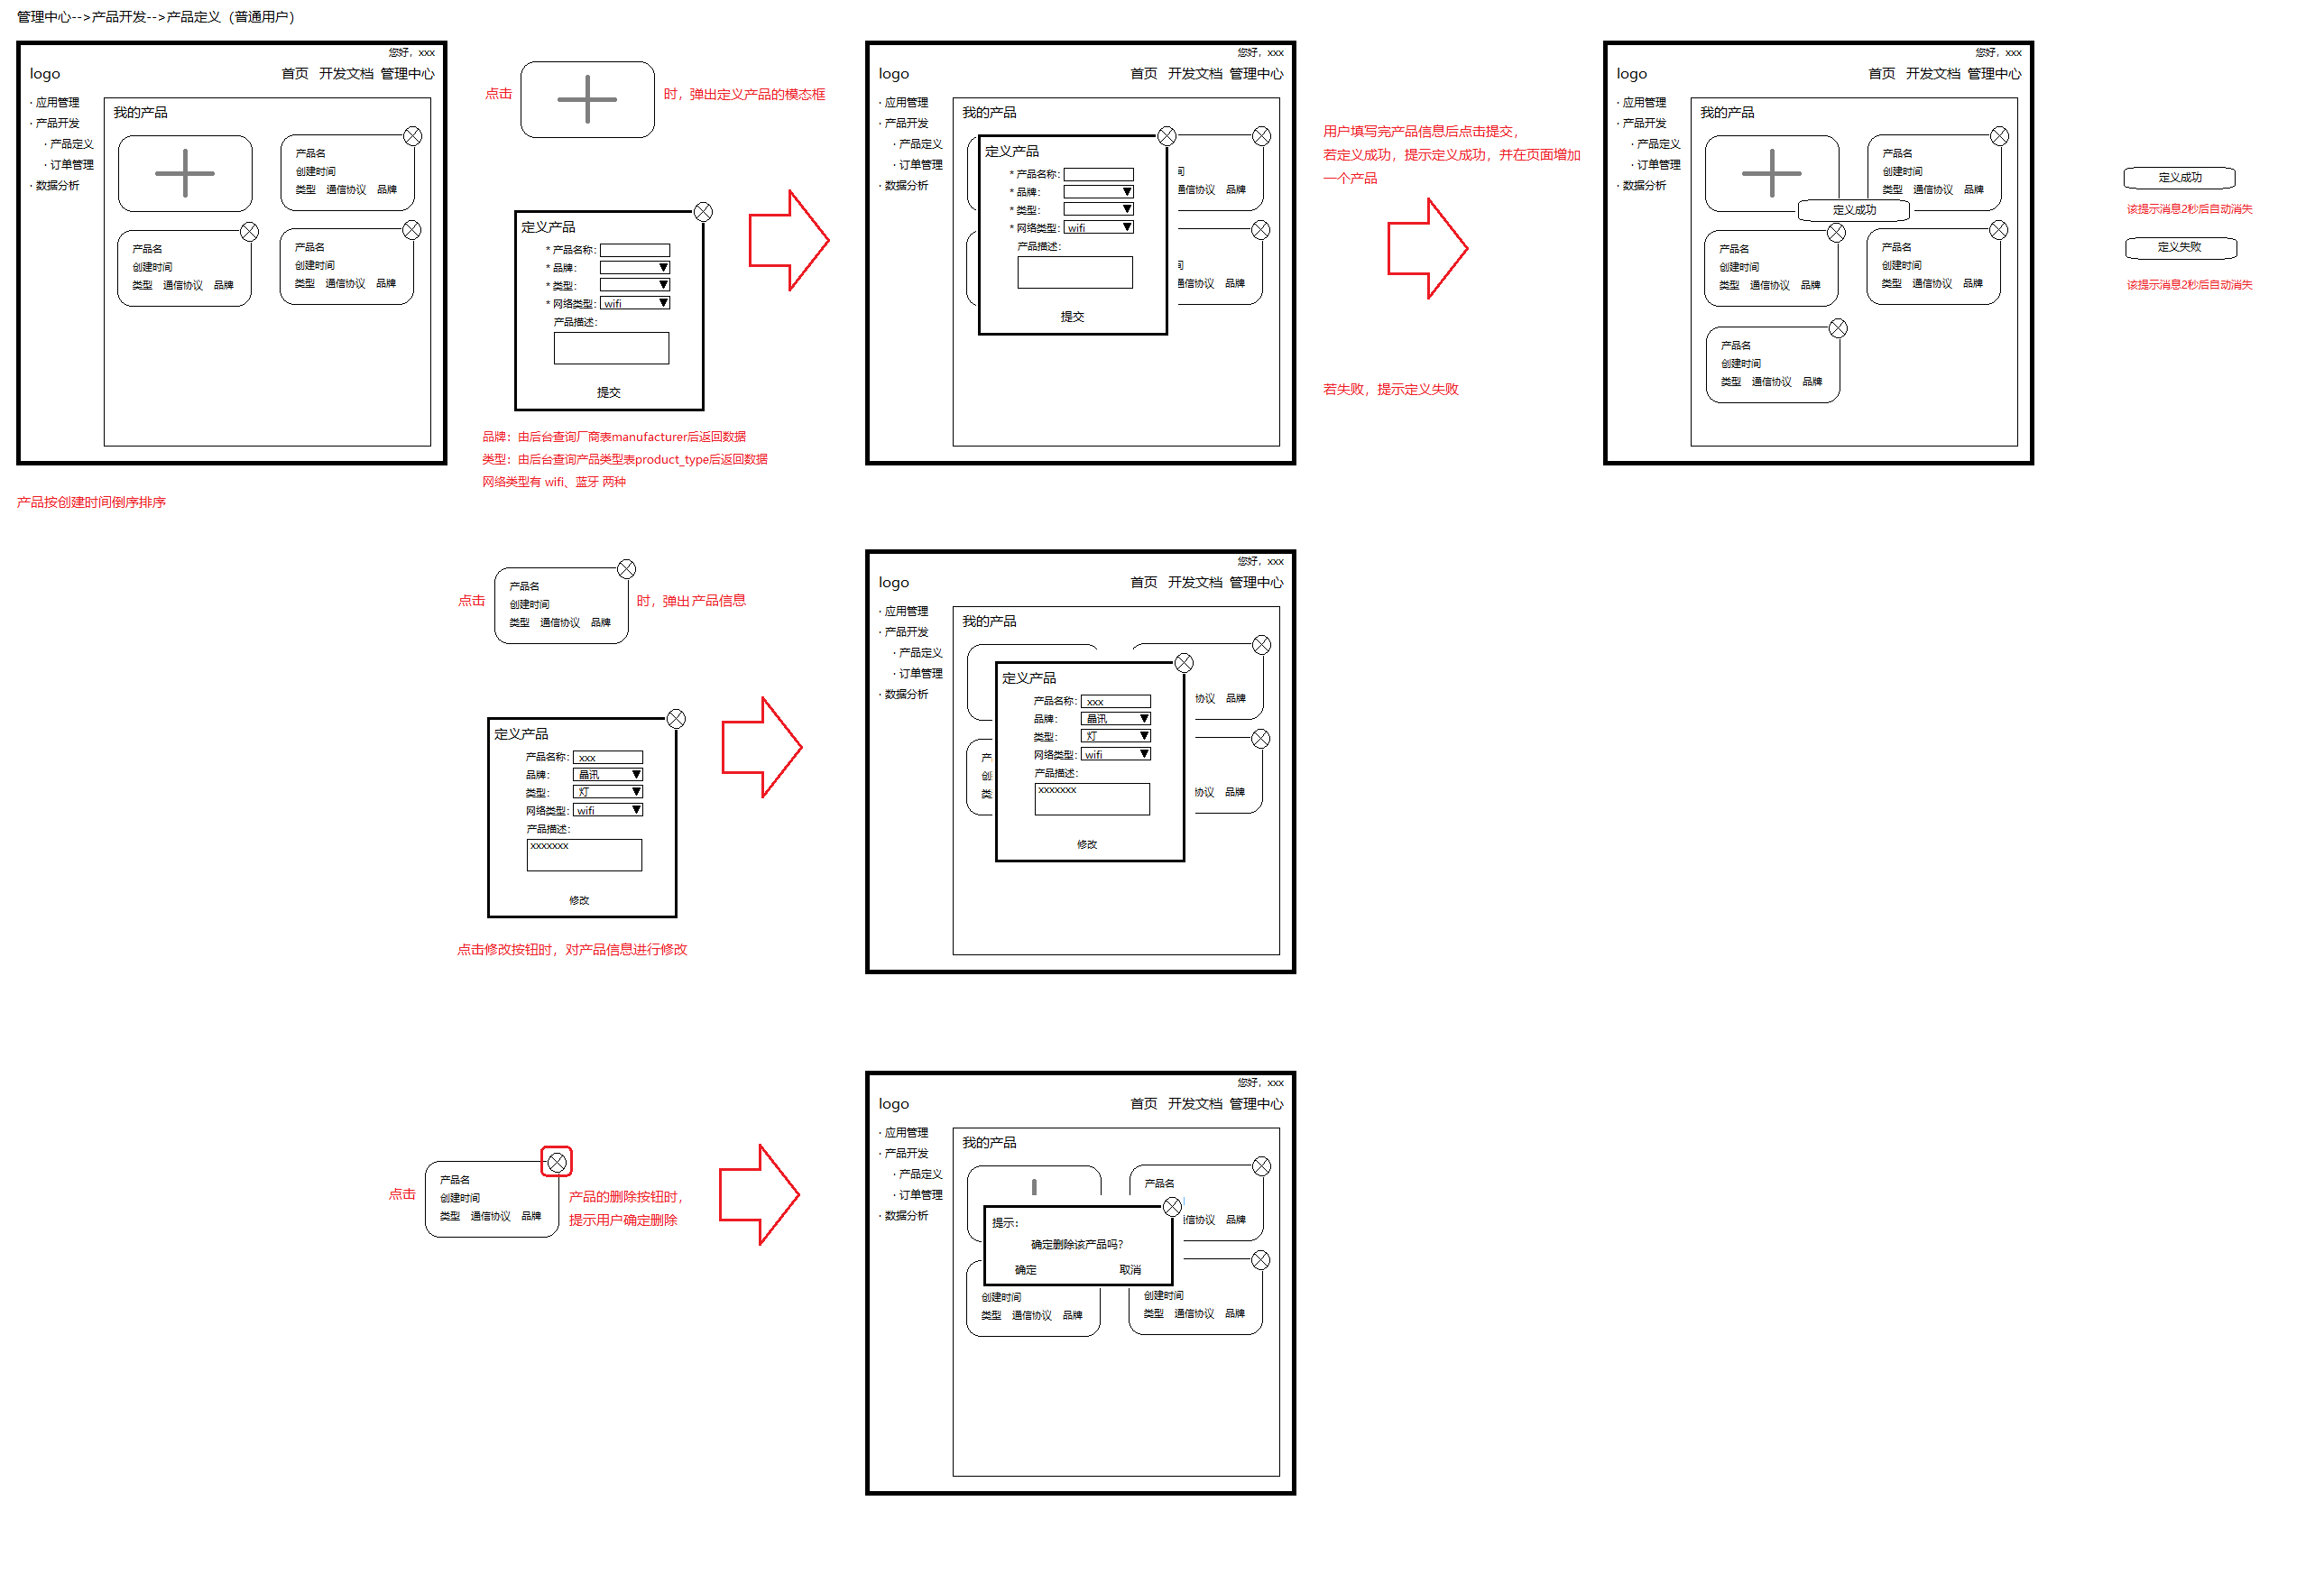 管理中心-->产品开发-->产品定义（普通用户）
您好，xxx
logo
首页 开发文档 管理中心
· 应用管理
· 产品开发
· 产品定义
· 订单管理
· 数据分析
我的产品
产品名
创建时间
类型 通信协议 品牌
产品名
创建时间
类型 通信协议 品牌
产品名
创建时间
类型 通信协议 品牌
产品按创建时间倒序排序
点击
时，弹出定义产品的模态框
定义产品
* 产品名称：
* 品牌：
* 类型：
* 网络类型： wifi
产品描述：
提交
品牌：由后台查询厂商表manufacturer后返回数据
类型：由后台查询产品类型表product_type后返回数据
网络类型有 wifi、蓝牙 两种
您好，xxx
logo
首页 开发文档 管理中心
· 应用管理
· 产品开发
· 产品定义
· 订单管理
· 数据分析
我的产品
定义产品
* 产品名称：
* 品牌：
* 类型：
* 网络类型： wifi
产品描述：
提交
间
通信协议 品牌
间
通信协议 品牌
用户填写完产品信息后点击提交，
若定义成功，提示定义成功，并在页面增加
一个产品
若失败，提示定义失败
您好，xxx
logo
首页 开发文档 管理中心
· 应用管理
· 产品开发
· 产品定义
· 订单管理
· 数据分析
我的产品
产品名
创建时间
类型 通信协议 品牌
定义成功
产品名
创建时间
类型 通信协议 品牌
产品名
创建时间
类型 通信协议 品牌
产品名
创建时间
类型 通信协议 品牌
定义成功
该提示消息2秒后自动消失
定义失败
该提示消息2秒后自动消失
点击
产品名
创建时间
类型 通信协议 品牌
时，弹出 产品信息
定义产品
产品名称： xxx
品牌： 晶讯
类型： 灯
网络类型： wifi
产品描述：
xxxxxxx
修改
点击修改按钮时，对产品信息进行修改
您好，xxx
logo
首页 开发文档 管理中心
· 应用管理
· 产品开发
· 产品定义
· 订单管理
· 数据分析
我的产品
定义产品
产品名称： xxx
品牌： 晶讯
类型： 灯
网络类型： wifi
产品描述：
xxxxxxx
修改
协议 品牌
产
创
类
协议 品牌
点击
产品名
创建时间
类型 通信协议 品牌
产品的删除按钮时，
提示用户确定删除
您好，xxx
logo
首页 开发文档 管理中心
· 应用管理
· 产品开发
· 产品定义
· 订单管理
· 数据分析
我的产品
产品名
信协议 品牌
提示：
确定删除该产品吗？
确定 取消
创建时间
类型 通信协议 品牌
创建时间
类型 通信协议 品牌